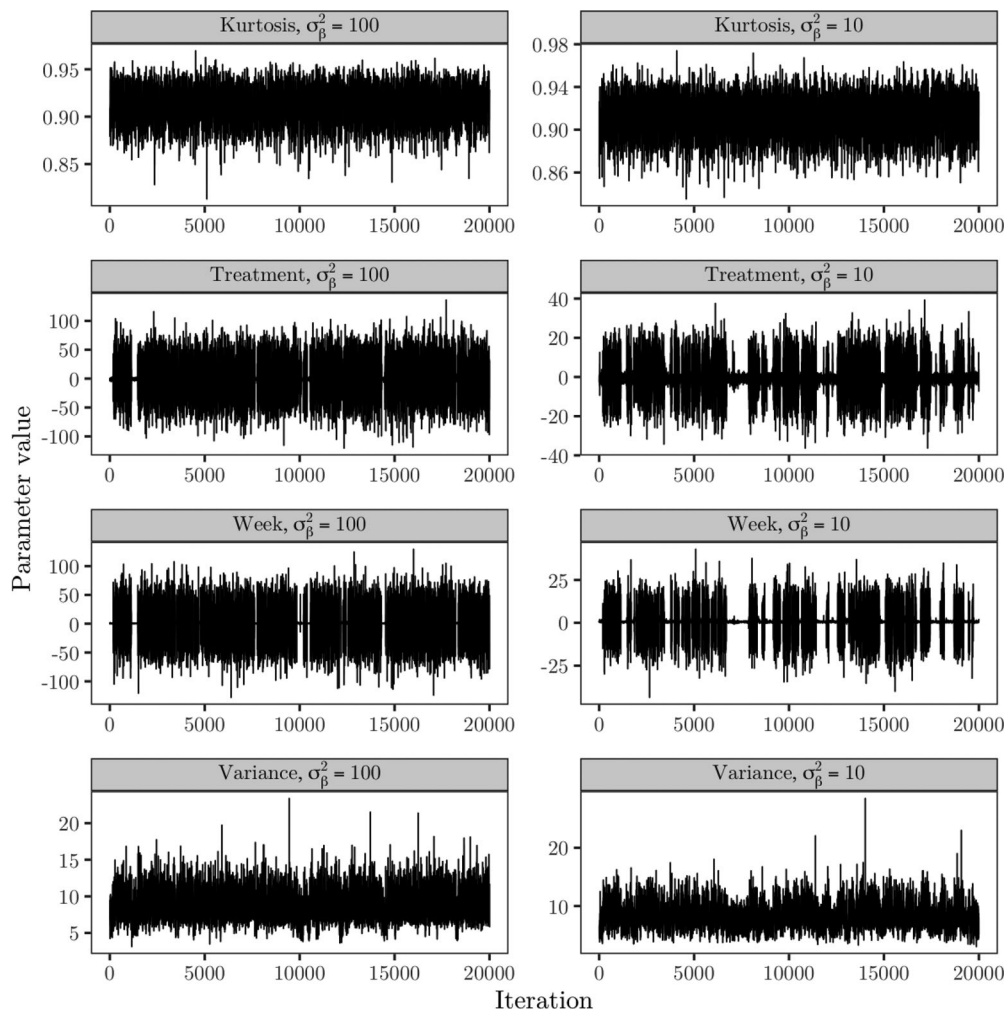 Kurtosis, σ²_β = 100
Kurtosis, σ²_β = 10
0.95
0.90
0.85
0.98
0.94
0.90
0.86
0 5000 10000 15000 20000
0 5000 10000 15000 20000
Treatment, σ²_β = 100
Treatment, σ²_β = 10
100
50
0
-50
-100
40
20
0
-20
-40
0 5000 10000 15000 20000
0 5000 10000 15000 20000
Parameter value
Week, σ²_β = 100
Week, σ²_β = 10
100
50
0
-50
-100
25
0
-25
0 5000 10000 15000 20000
0 5000 10000 15000 20000
Variance, σ²_β = 100
Variance, σ²_β = 10
20
15
10
5
20
10
0 5000 10000 15000 20000
0 5000 10000 15000 20000
Iteration